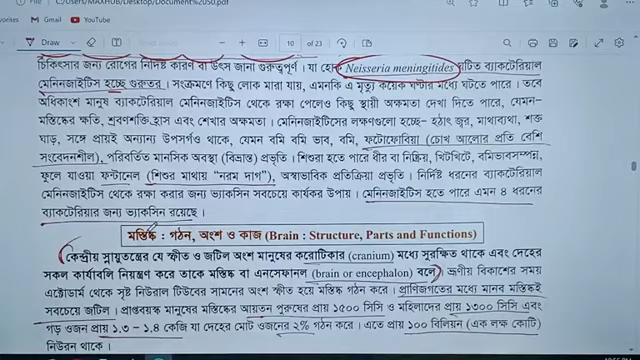 file | C:/Users/MAXHUB/Desktop/Document%2050.pdf
Gmail YouTube
Draw 10 of 23
চিকিৎসার জন্য রোগের নির্দিষ্ট কারণ বা উৎস জানা গুরুত্বপূর্ণ। যা হোক Neisseria meningitides ঘটিত ব্যাকটেরিয়াল
মেনিনজাইটিস হচ্ছে গুরুতর। সংক্রমণে কিছু লোক মারা যায়, এমনকি এ মৃত্যু কয়েক ঘণ্টার মধ্যে ঘটতে পারে। তবে
অধিকাংশ মানুষ ব্যাকটেরিয়াল মেনিনজাইটিস থেকে রক্ষা পেলেও কিছু স্থায়ী অক্ষমতা দেখা দিতে পারে, যেমন-
মস্তিষ্কের ক্ষতি, শ্রবণশক্তি হ্রাস এবং শেখার অক্ষমতা। মেনিনজাইটিসের লক্ষণগুলো হচ্ছে- হঠাৎ জ্বর, মাথাব্যথা, শক্ত
ঘাড়, সঙ্গে প্রায়ই অন্যান্য উপসর্গও থাকে, যেমন বমি বমি ভাব, বমি, ফটোফোবিয়া (চোখ আলোর প্রতি বেশি
সংবেদনশীল), পরিবর্তিত মানসিক অবস্থা (বিভ্রান্ত) প্রভৃতি। শিশুরা হতে পারে ধীর বা নিষ্ক্রিয়, খিটখিটে, বমিভাবসম্পন্ন,
ফুলে যাওয়া ফন্টানেল (শিশুর মাথায় "নরম দাগ"), অস্বাভাবিক প্রতিক্রিয়া প্রভৃতি। নির্দিষ্ট ধরনের ব্যাকটেরিয়াল
মেনিনজাইটিস থেকে রক্ষা করার জন্য ভ্যাকসিন সবচেয়ে কার্যকর উপায়। মেনিনজাইটিস হতে পারে এমন ৪ ধরনের
ব্যাকটেরিয়ার জন্য ভ্যাকসিন রয়েছে।
মস্তিষ্ক : গঠন, অংশ ও কাজ (Brain : Structure, Parts and Functions)
কেন্দ্রীয় স্নায়ুতন্ত্রের যে স্ফীত ও জটিল অংশ মানুষের করোটিকার (cranium) মধ্যে সুরক্ষিত থাকে এবং দেহের
সকল কার্যাবলি নিয়ন্ত্রণ করে তাকে মস্তিষ্ক বা এনসেফালন (brain or encephalon) বলে। ভ্রূণীয় বিকাশের সময়
এক্টোডার্ম থেকে সৃষ্ট নিউরাল টিউবের সামনের অংশ স্ফীত হয়ে মস্তিষ্ক গঠন করে। প্রাণিজগতের মধ্যে মানব মস্তিষ্কই
সবচেয়ে জটিল। প্রাপ্তবয়স্ক মানুষের মস্তিষ্কের আয়তন পুরুষের প্রায় ১৫০০ সিসি ও মহিলাদের প্রায় ১৩০০ সিসি এবং
গড় ওজন প্রায় ১.৩ – ১.৪ কেজি যা দেহের মোট ওজনের ২% গঠন করে। এতে প্রায় 100 বিলিয়ন (এক লক্ষ কোটি)
নিউরন থাকে।